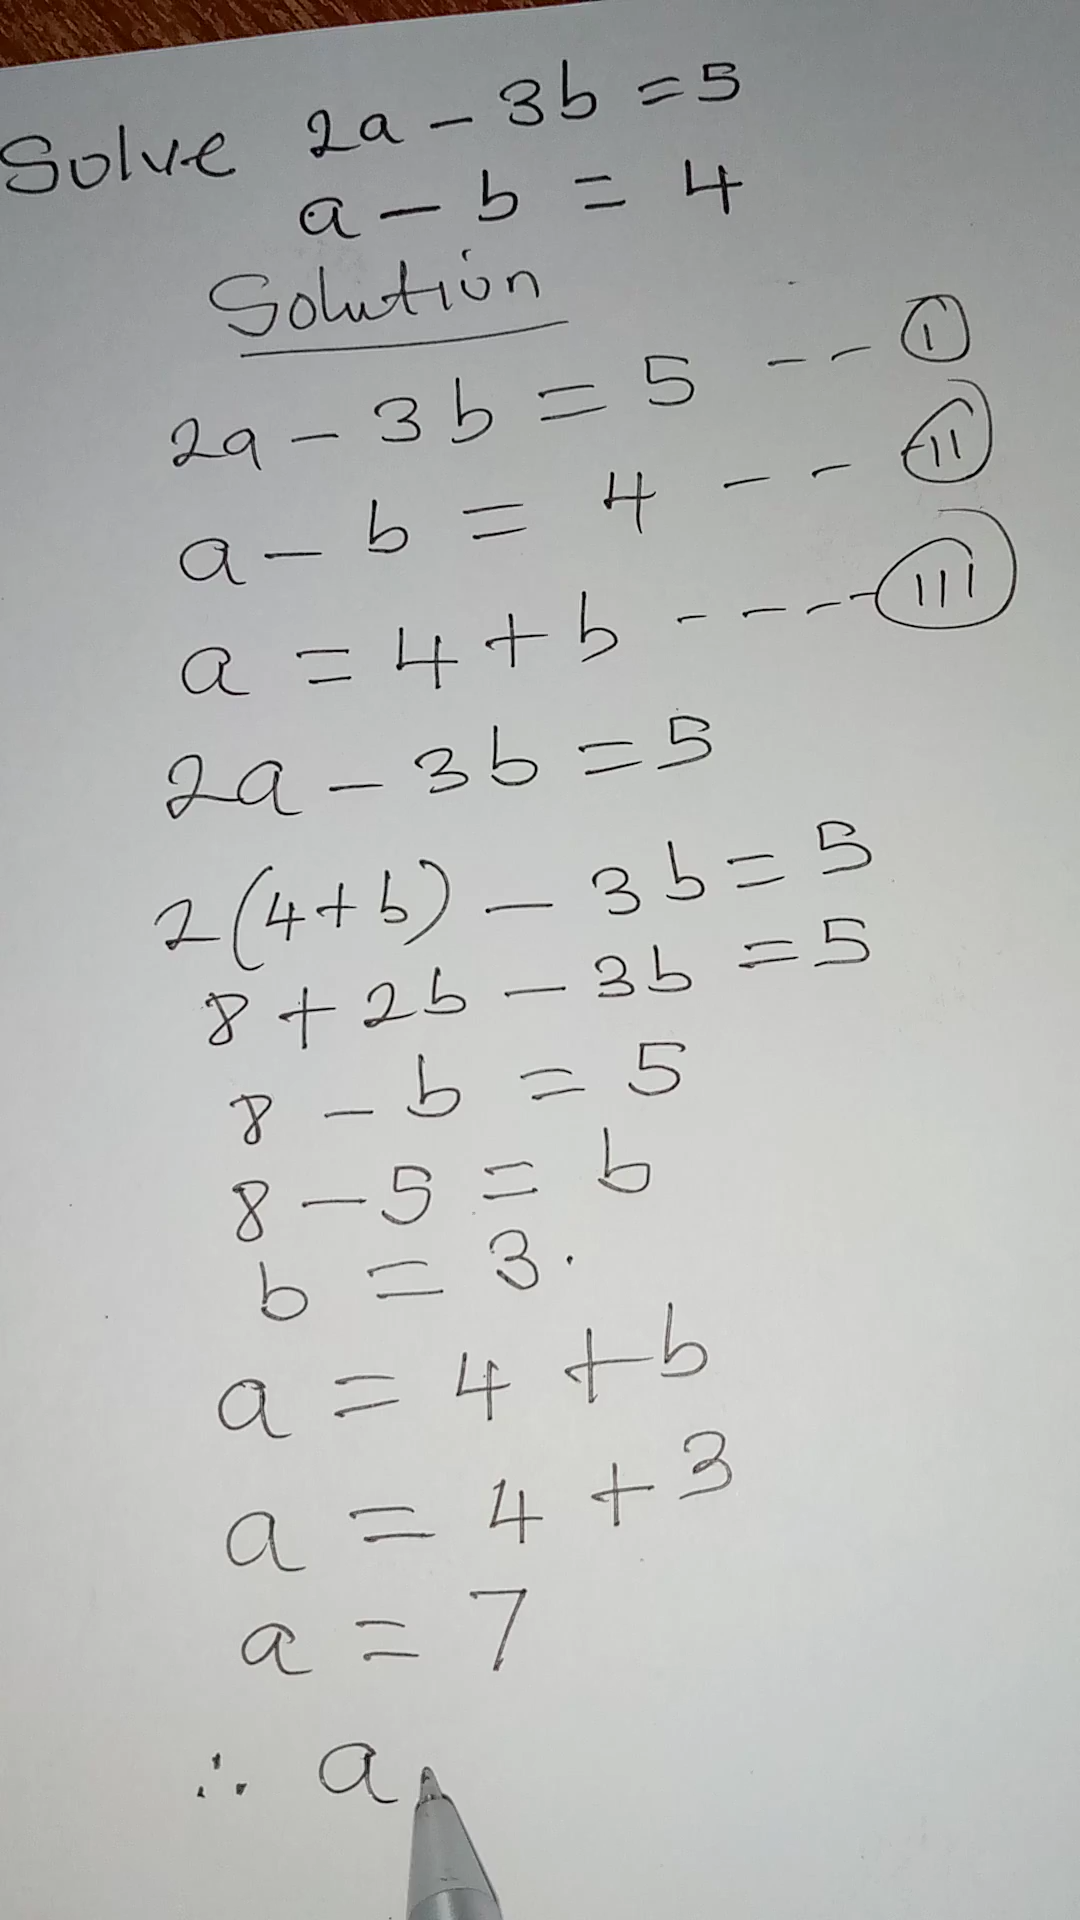 Solve 2a - 3b = 5
a - b = 4
Solution
2a - 3b = 5 -- (I)
a - b = 4 -- (II)
a = 4 + b ---- (III)
2a - 3b = 5
2(4+b) - 3b = 5
8 + 2b - 3b = 5
8 - b = 5
8 - 5 = b
b = 3.
a = 4 + b
a = 4 + 3
a = 7
∴ a